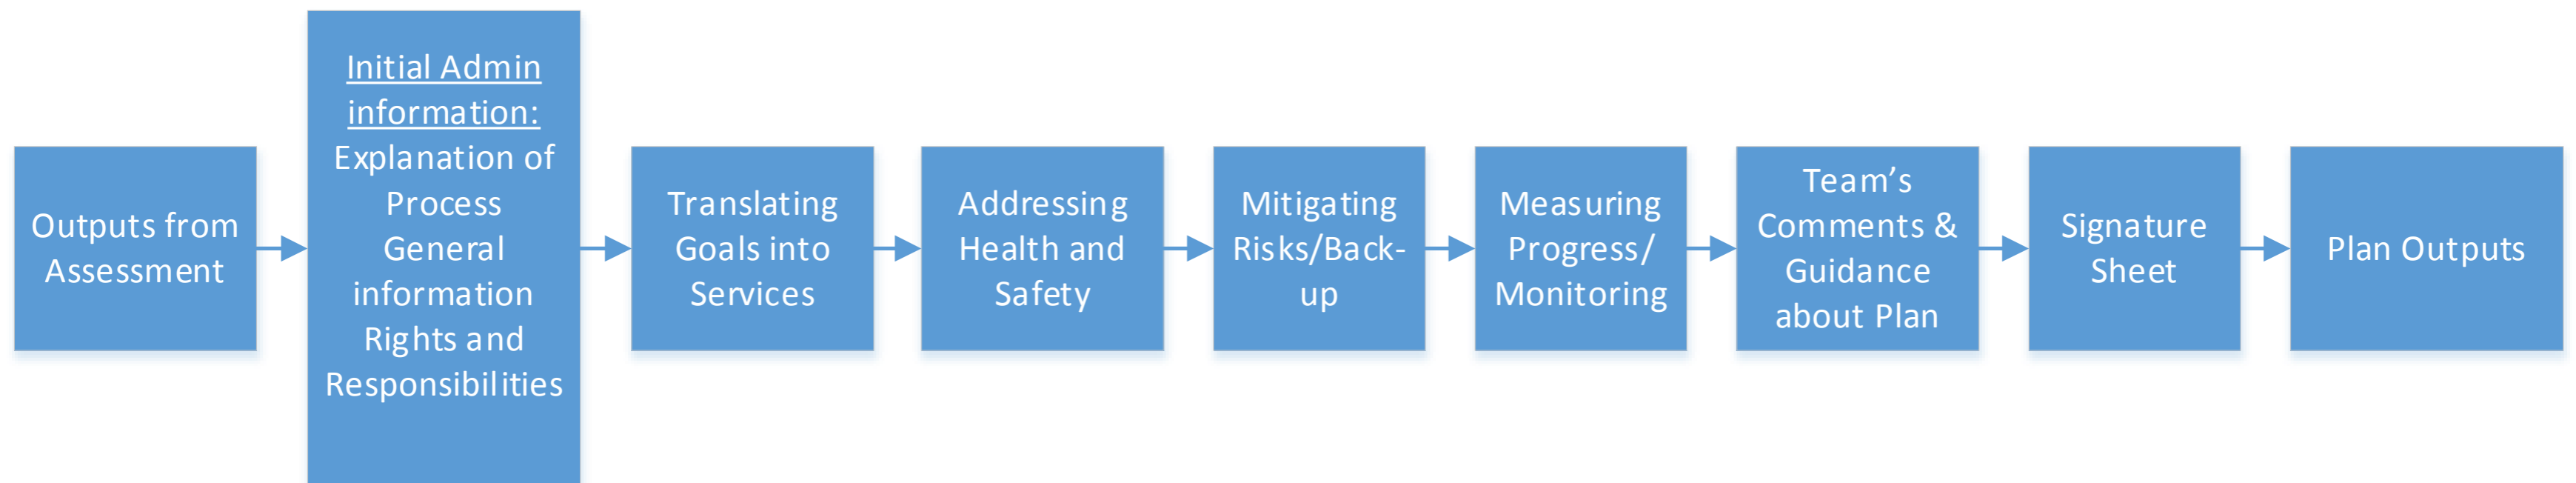 Outputs from
Assessment
Initial Admin
information:
Explanation of
Process
General
information
Rights and
Responsibilities
Translating
Goals into
Services
Addressing
Health and
Safety
Mitigating
Risks/Back-
up
Measuring
Progress/
Monitoring
Team’s
Comments &
Guidance
about Plan
Signature
Sheet
Plan Outputs